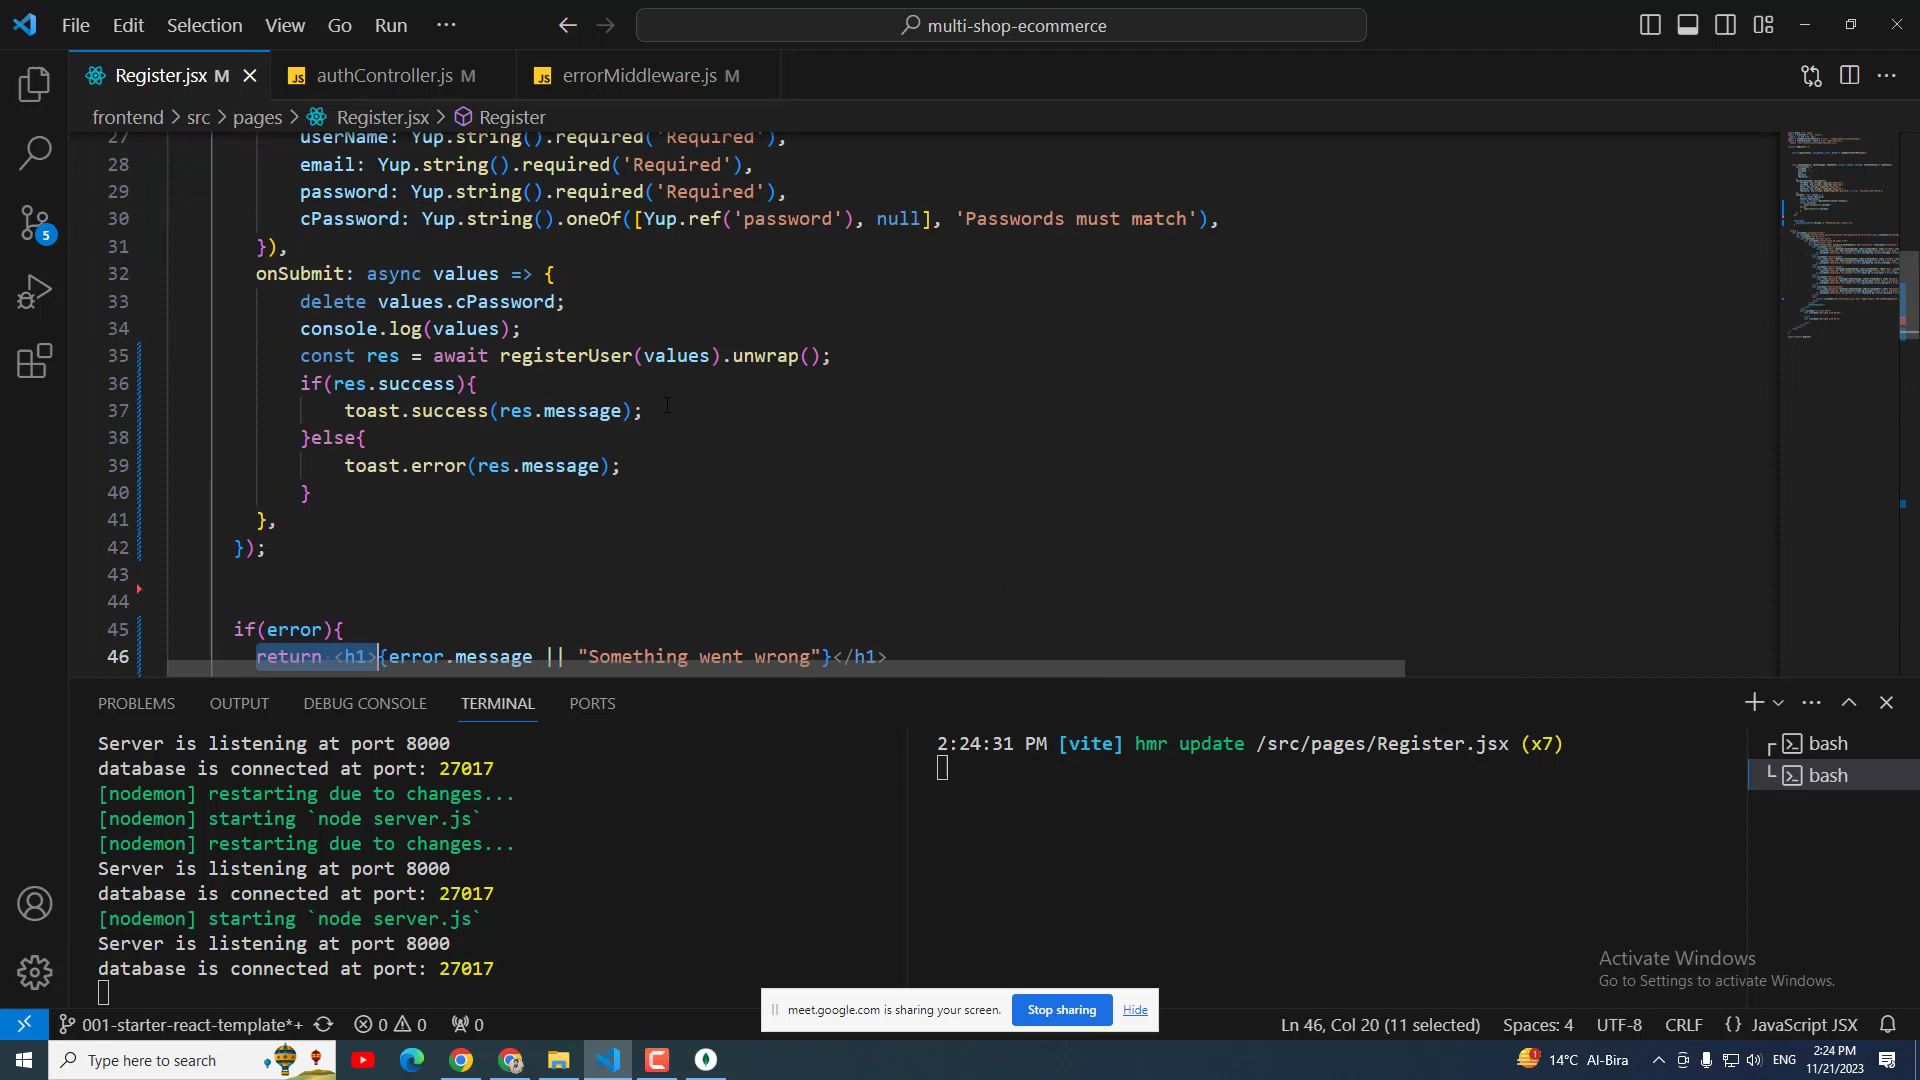 File Edit Selection View Go Run ···
multi-shop-ecommerce
Register.jsx M
JS authController.js M
JS errorMiddleware.js M
frontend > src > pages > Register.jsx > Register
27 userName: Yup.string().required('Required'),
28 email: Yup.string().required('Required'),
29 password: Yup.string().required('Required'),
30 cPassword: Yup.string().oneOf([Yup.ref('password'), null], 'Passwords must match'),
31 }),
32 onSubmit: async values => {
33 delete values.cPassword;
34 console.log(values);
35 const res = await registerUser(values).unwrap();
36 if(res.success){
37 toast.success(res.message);
38 }else{
39 toast.error(res.message);
40 }
41 },
42 });
43
44
45 if(error){
46 return <h1>{error.message || "Something went wrong"}</h1>
5
PROBLEMS OUTPUT DEBUG CONSOLE TERMINAL PORTS
Server is listening at port 8000
database is connected at port: 27017
[nodemon] restarting due to changes...
[nodemon] starting `node server.js`
[nodemon] restarting due to changes...
Server is listening at port 8000
database is connected at port: 27017
[nodemon] starting `node server.js`
Server is listening at port 8000
database is connected at port: 27017
2:24:31 PM [vite] hmr update /src/pages/Register.jsx (x7)
bash
bash
Activate Windows
Go to Settings to activate Windows.
meet.google.com is sharing your screen. Stop sharing Hide
001-starter-react-template*+ 0 0 0 Ln 46, Col 20 (11 selected) Spaces: 4 UTF-8 CRLF {} JavaScript JSX
Type here to search
1 14°C Al-Bira ENG 2:24 PM
11/21/2023